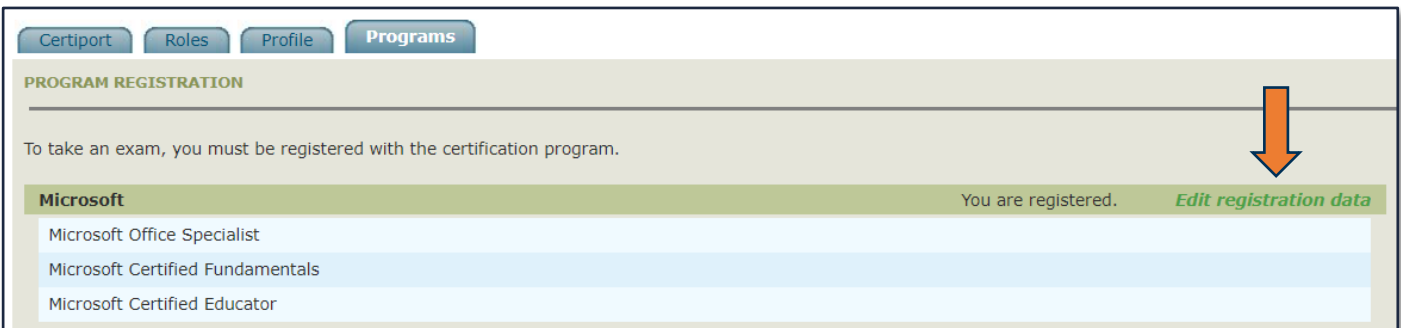 Certiport Roles Profile Programs
PROGRAM REGISTRATION
To take an exam, you must be registered with the certification program.
Microsoft You are registered. Edit registration data
Microsoft Office Specialist
Microsoft Certified Fundamentals
Microsoft Certified Educator